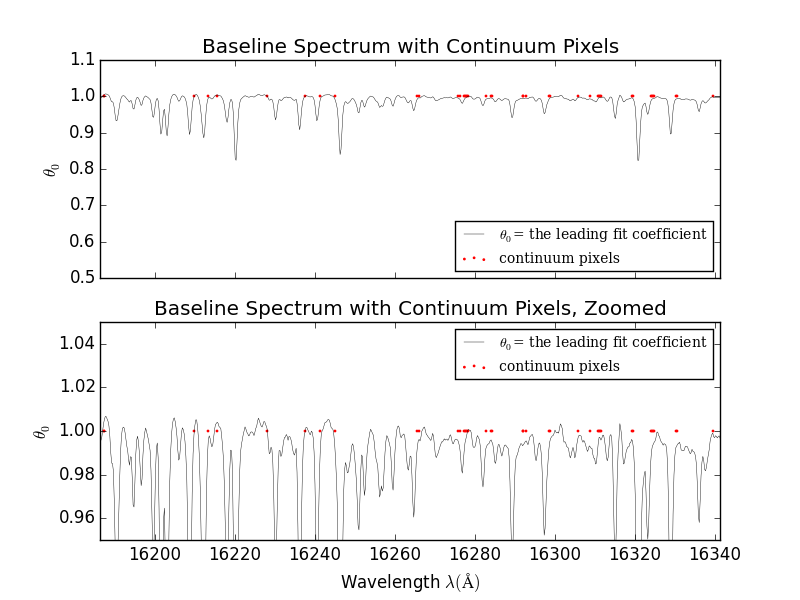 Baseline Spectrum with Continuum Pixels
1.1
1.0
0.9
0.8
0.7
0.6
0.5
θ₀
θ₀ = the leading fit coefficient
continuum pixels
Baseline Spectrum with Continuum Pixels, Zoomed
1.04
1.02
1.00
0.98
0.96
θ₀
θ₀ = the leading fit coefficient
continuum pixels
16200 16220 16240 16260 16280 16300 16320 16340
Wavelength λ(Å)